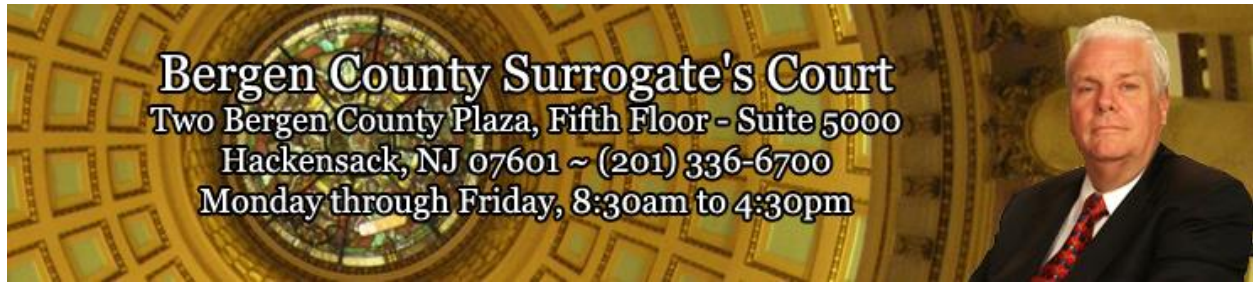 Bergen County Surrogate's Court
Two Bergen County Plaza, Fifth Floor - Suite 5000
Hackensack, NJ 07601 ~ (201) 336-6700
Monday through Friday, 8:30am to 4:30pm